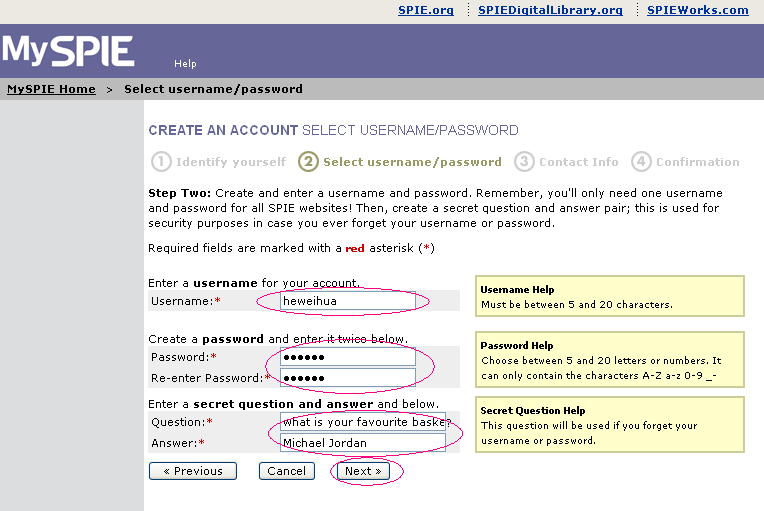 SPIE.org SPIEDigitalLibrary.org SPIEWorks.com
MySPIE Help
MySPIE Home > Select username/password
CREATE AN ACCOUNT SELECT USERNAME/PASSWORD
1 Identify yourself 2 Select username/password 3 Contact Info 4 Confirmation
Step Two: Create and enter a username and password. Remember, you'll only need one username
and password for all SPIE websites! Then, create a secret question and answer pair; this is used for
security purposes in case you ever forget your username or password.
Required fields are marked with a red asterisk (*)
Enter a username for your account.
Username:* heweihua
Username Help
Must be between 5 and 20 characters.
Create a password and enter it twice below.
Password:* ●●●●●●
Re-enter Password:* ●●●●●●
Password Help
Choose between 5 and 20 letters or numbers. It
can only contain the characters A-Z a-z 0-9 _-
Enter a secret question and answer and below.
Question:* what is your favourite baske?
Answer:* Michael Jordan
Secret Question Help
This question will be used if you forget your
username or password.
« Previous Cancel Next »